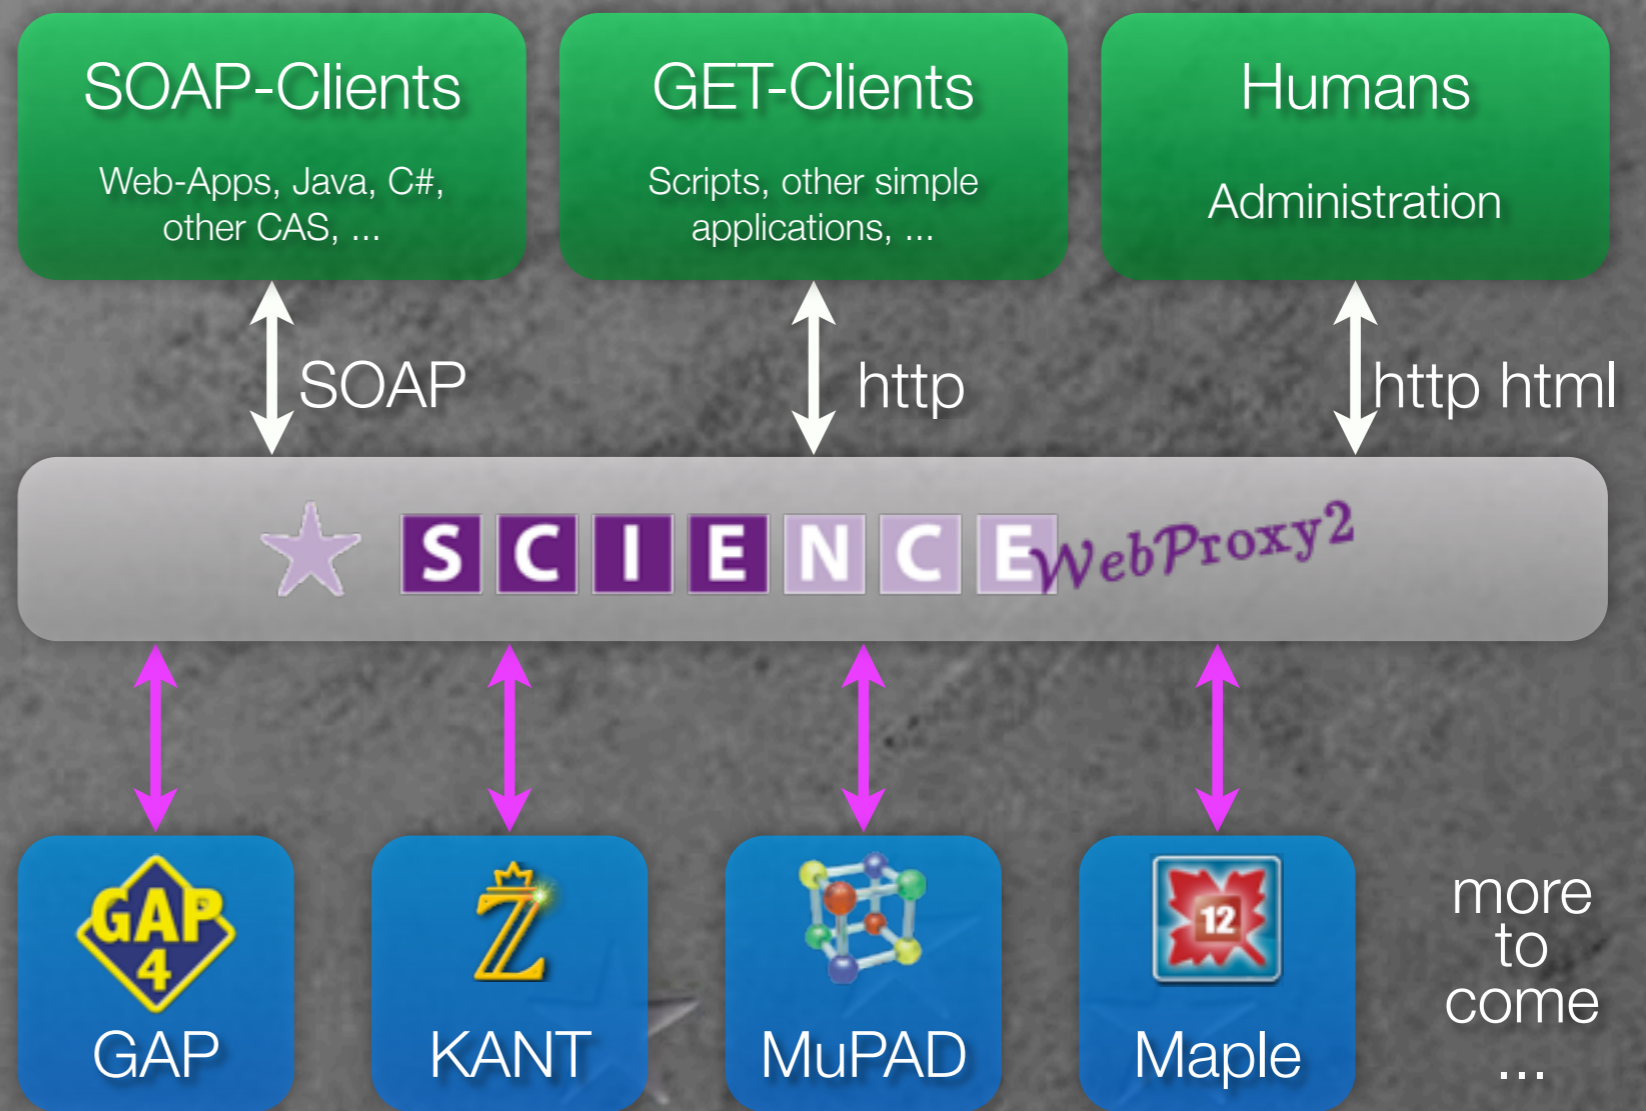 SOAP-Clients
Web-Apps, Java, C#,
other CAS, ...
GET-Clients
Scripts, other simple
applications, ...
Humans
Administration
SOAP
http
http html
SCIENCE WebProxy2
GAP
4
GAP
Z
KANT
MuPAD
12
Maple
more
to
come
...